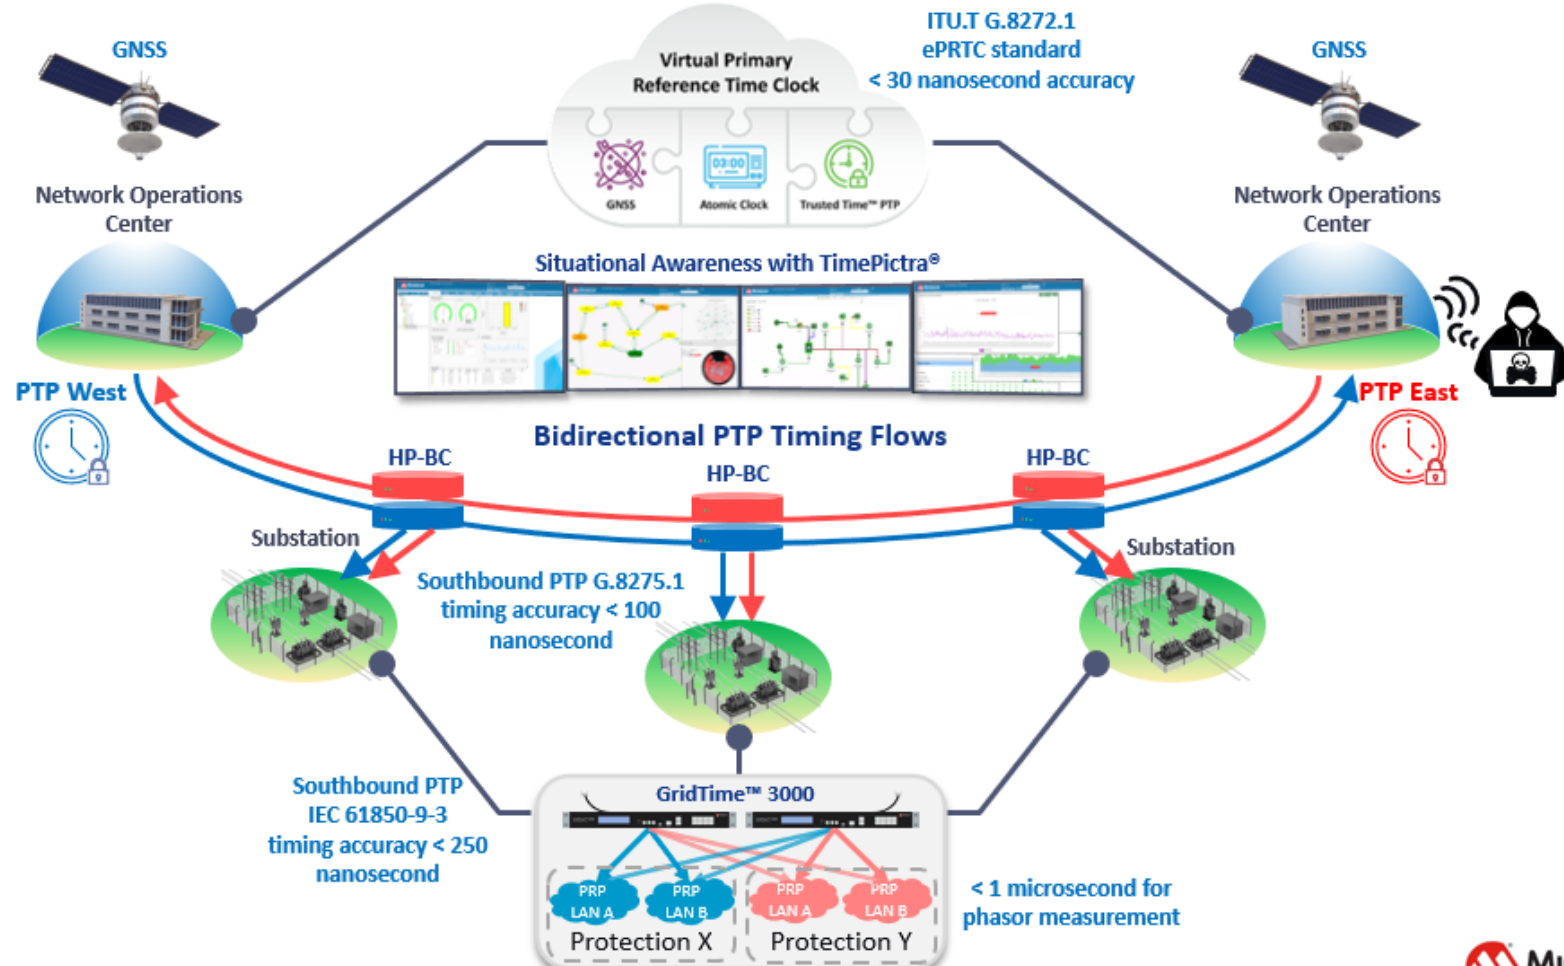 GNSS
ITU.T G.8272.1
ePRTC standard
< 30 nanosecond accuracy
GNSS
Virtual Primary
Reference Time Clock
03:00
GNSS
Atomic Clock
Trusted Time™ PTP
Network Operations
Center
Network Operations
Center
Situational Awareness with TimePictra®
PTP West
PTP East
Bidirectional PTP Timing Flows
HP-BC
HP-BC
HP-BC
Substation
Substation
Southbound PTP G.8275.1
timing accuracy < 100
nanosecond
Southbound PTP
IEC 61850-9-3
timing accuracy < 250
nanosecond
GridTime™ 3000
PRP
LAN A
PRP
LAN B
PRP
LAN A
PRP
LAN B
Protection X
Protection Y
< 1 microsecond for
phasor measurement